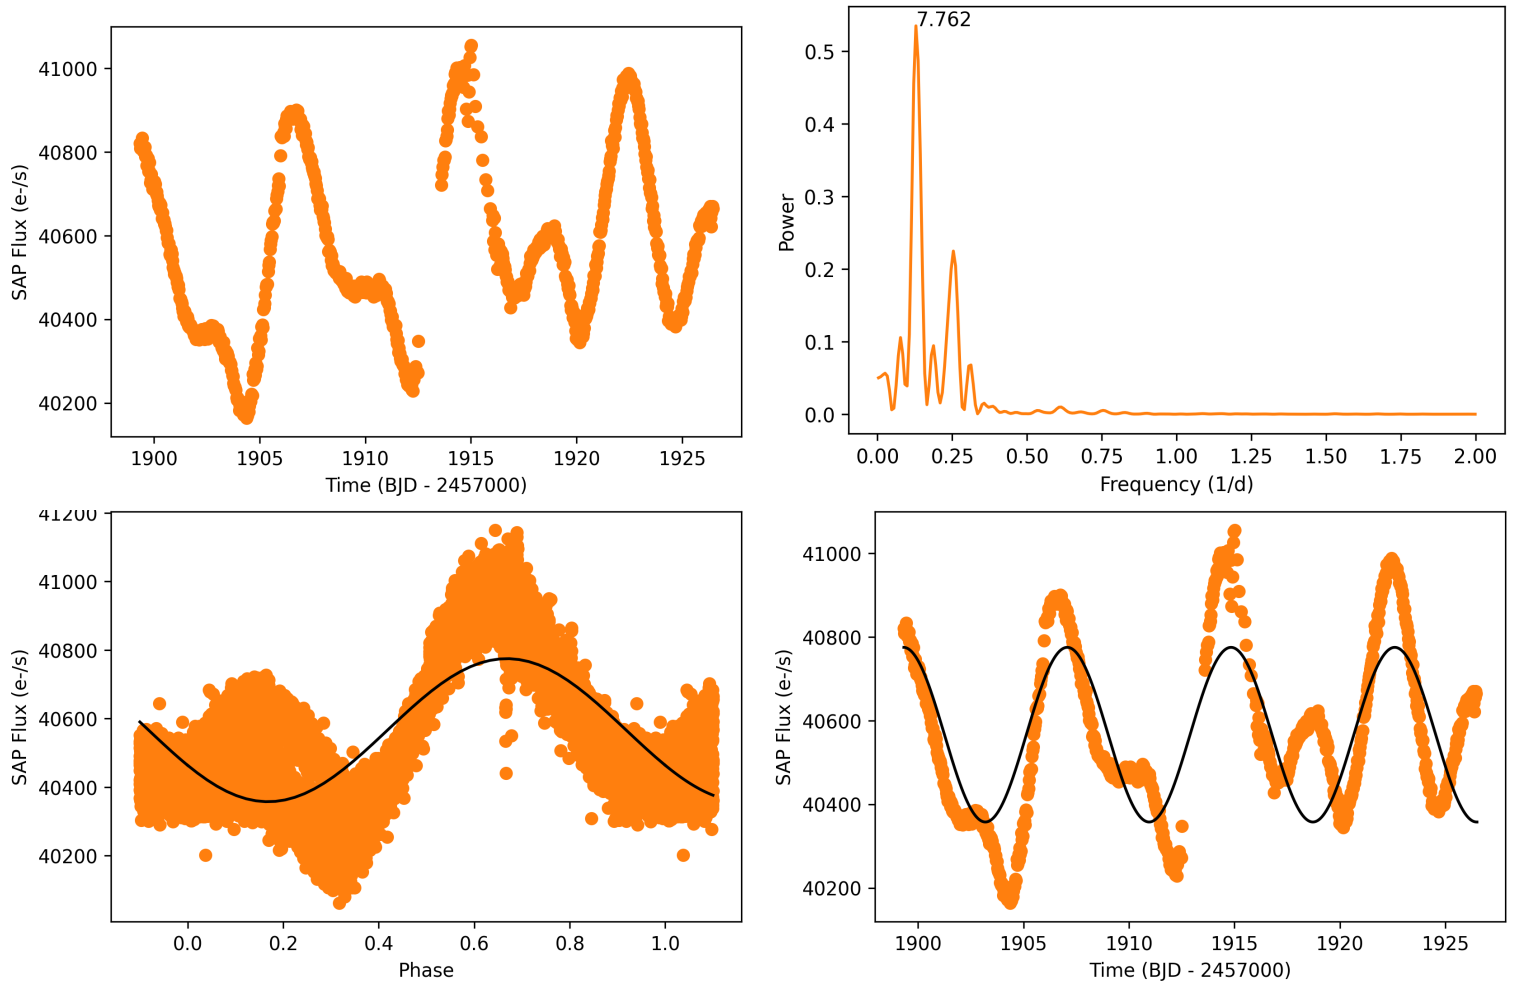 41000
40800
40600
40400
40200
SAP Flux (e-/s)
1900 1905 1910 1915 1920 1925
Time (BJD - 2457000)
7.762
0.5
0.4
0.3
0.2
0.1
0.0
Power
0.00 0.25 0.50 0.75 1.00 1.25 1.50 1.75 2.00
Frequency (1/d)
41200
41000
40800
40600
40400
40200
SAP Flux (e-/s)
0.0 0.2 0.4 0.6 0.8 1.0
Phase
41000
40800
40600
40400
40200
SAP Flux (e-/s)
1900 1905 1910 1915 1920 1925
Time (BJD - 2457000)